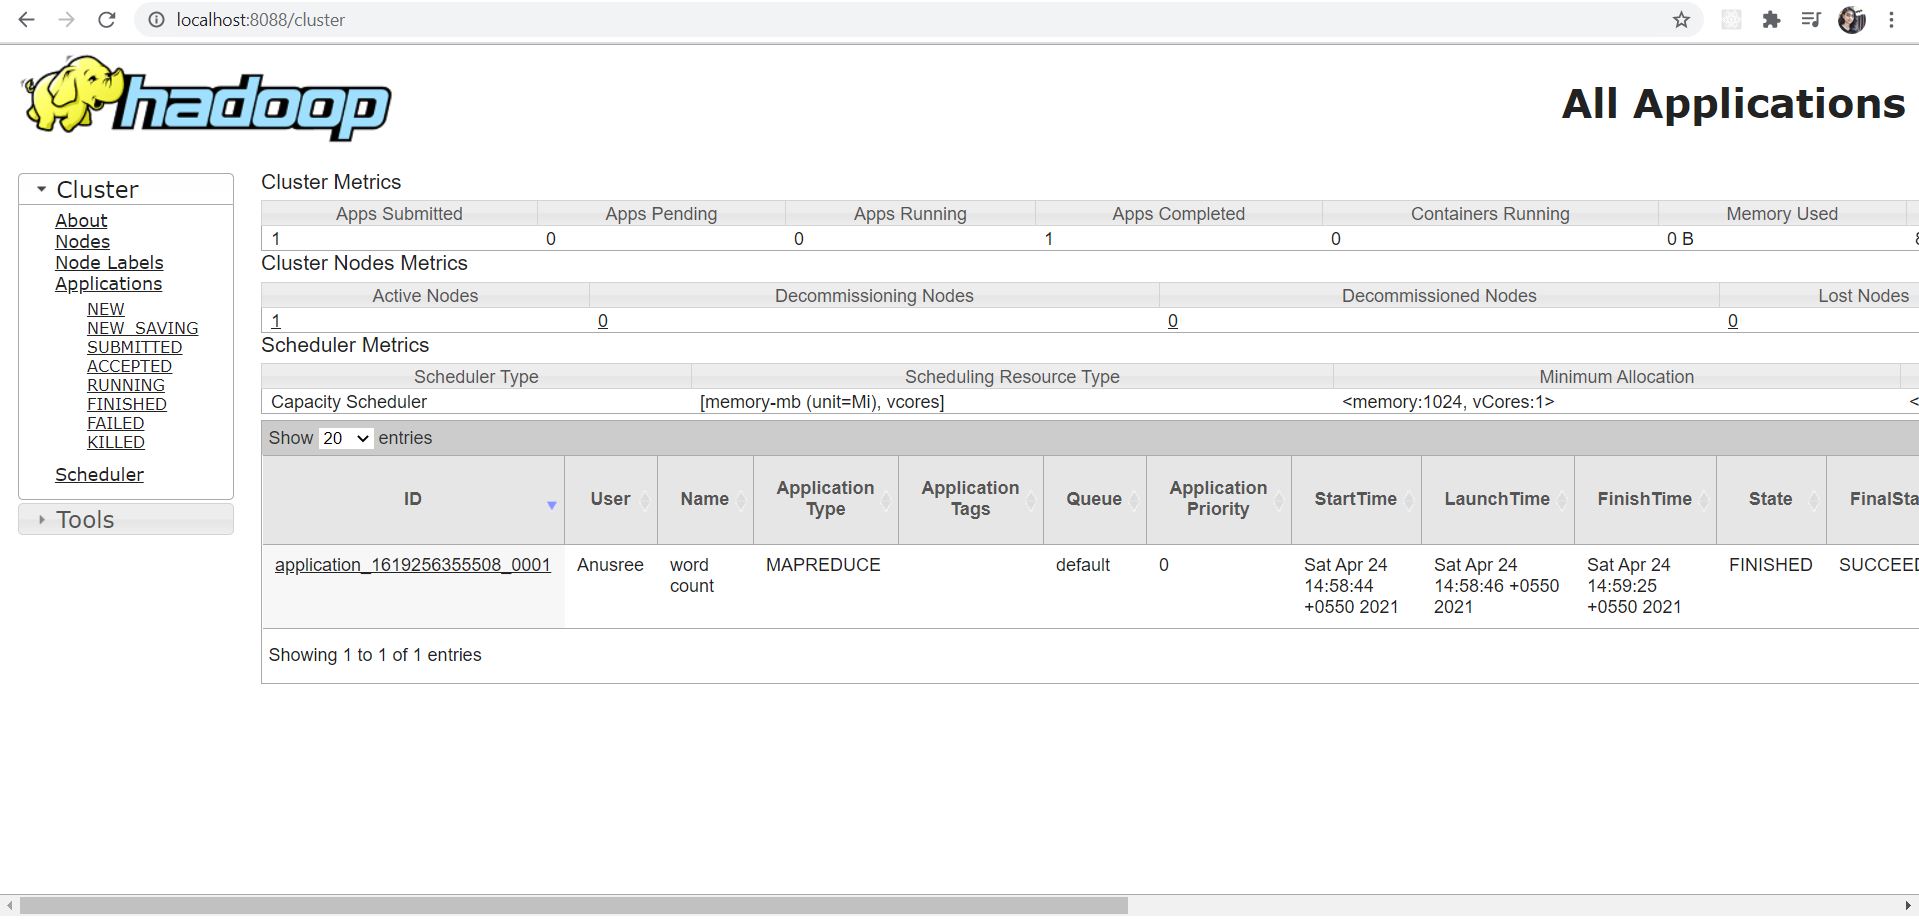 localhost:8088/cluster
hadoop
All Applications
Cluster
About
Nodes
Node Labels
Applications
NEW
NEW_SAVING
SUBMITTED
ACCEPTED
RUNNING
FINISHED
FAILED
KILLED
Scheduler
Tools
Cluster Metrics
Apps Submitted Apps Pending Apps Running Apps Completed Containers Running Memory Used
1 0 0 1 0 0 B
Cluster Nodes Metrics
Active Nodes Decommissioning Nodes Decommissioned Nodes Lost Nodes
1 0 0 0
Scheduler Metrics
Scheduler Type Scheduling Resource Type Minimum Allocation
Capacity Scheduler [memory-mb (unit=Mi), vcores] <memory:1024, vCores:1> <
Show 20 entries
ID User Name Application Type Application Tags Queue Application Priority StartTime LaunchTime FinishTime State FinalSta
application_1619256355508_0001 Anusree word count MAPREDUCE default 0 Sat Apr 24 14:58:44 +0550 2021 Sat Apr 24 14:58:46 +0550 2021 Sat Apr 24 14:59:25 +0550 2021 FINISHED SUCCEED
Showing 1 to 1 of 1 entries